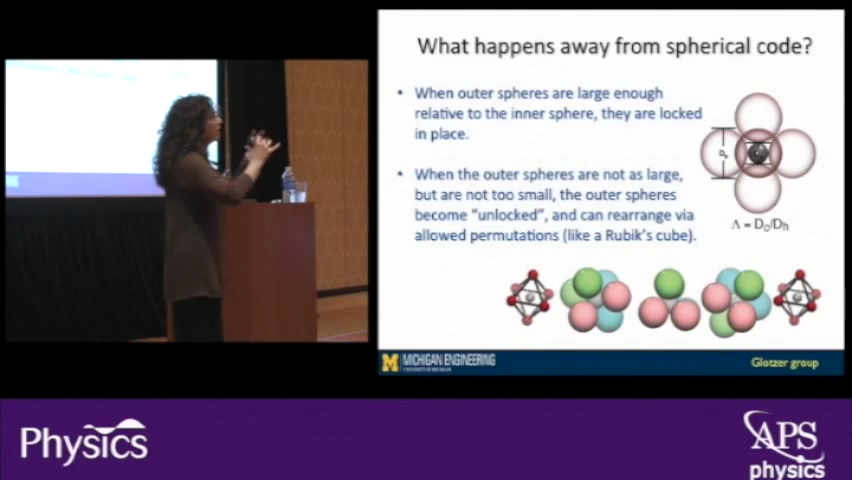 What happens away from spherical code?
• When outer spheres are large enough
relative to the inner sphere, they are locked
in place.
• When the outer spheres are not as large,
but are not too small, the outer spheres
become “unlocked”, and can rearrange via
allowed permutations (like a Rubik's cube).
Λ = D₀/Dₕ
M MICHIGAN ENGINEERING
Glotzer group
Physics
APS
physics